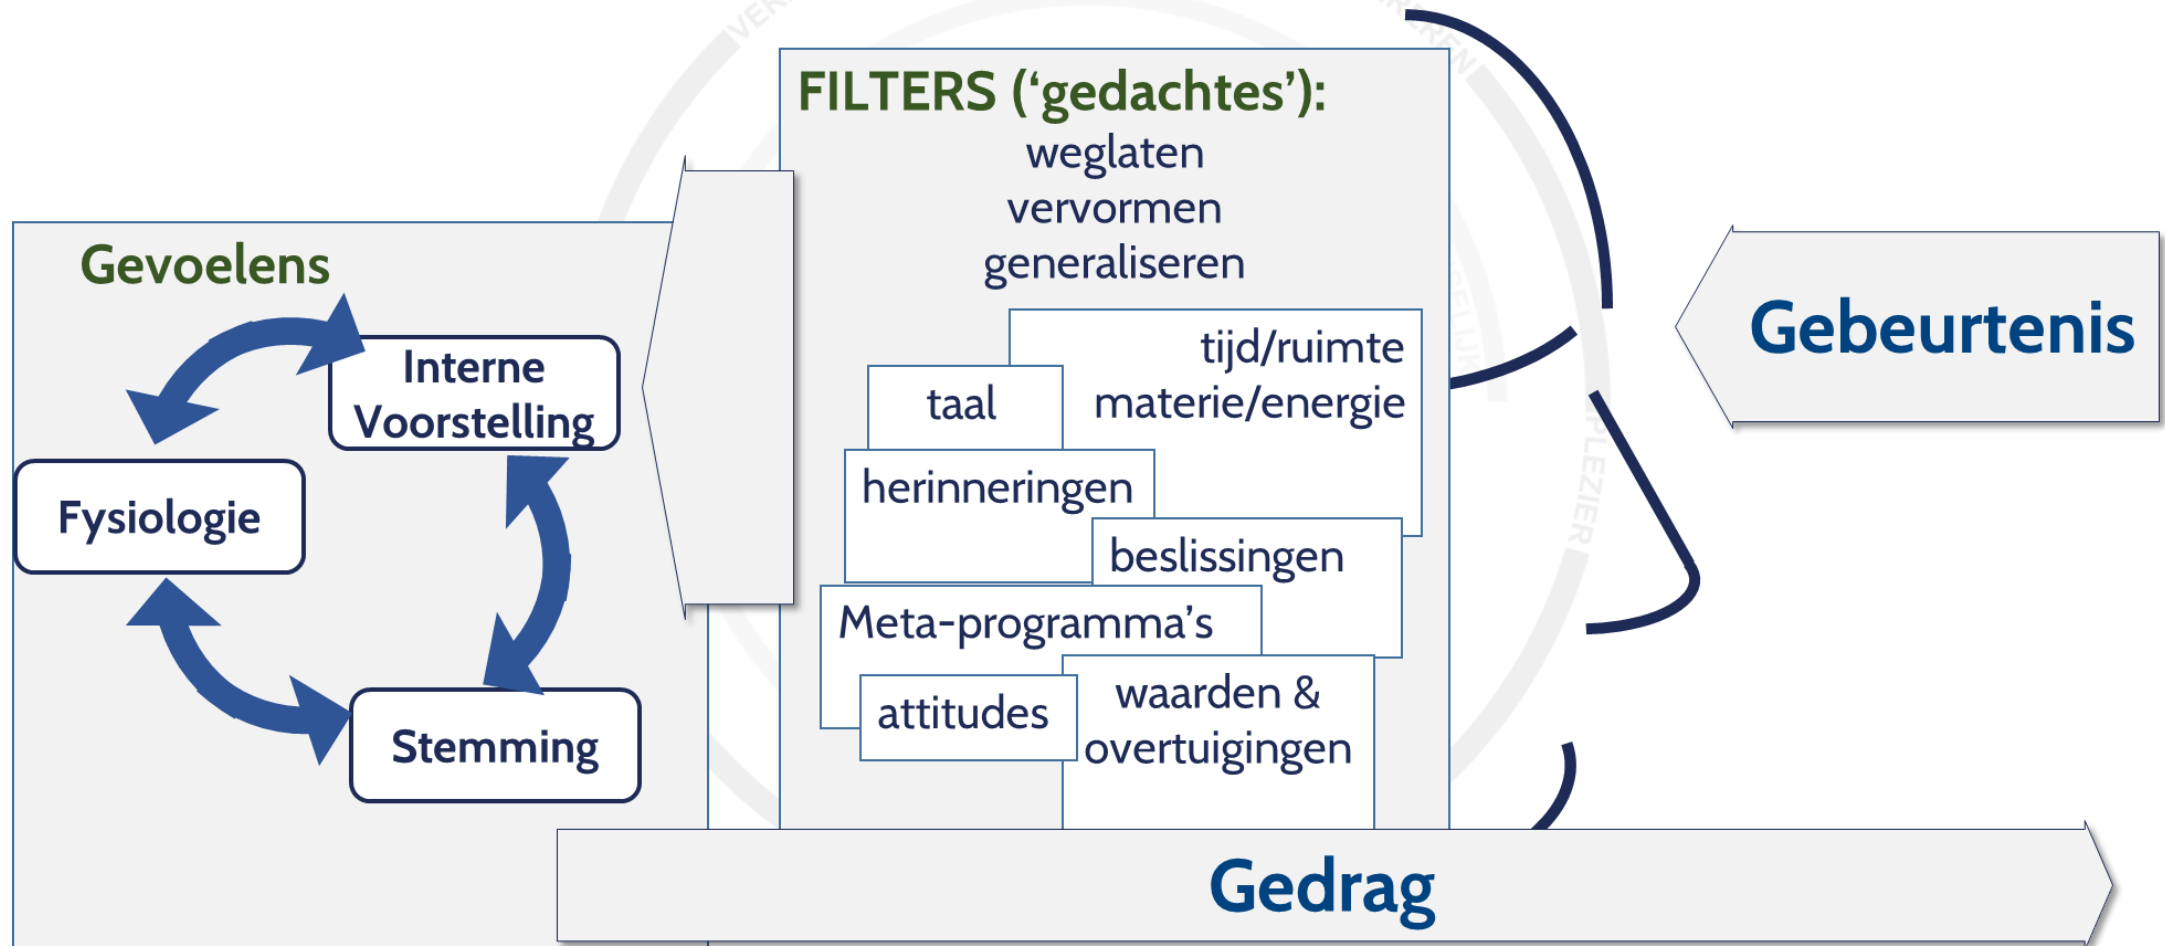 FILTERS (‘gedachtes’):
weglaten
vervormen
generaliseren
Gevoelens
Interne
Voorstelling
Fysiologie
Stemming
tijd/ruimte
materie/energie
taal
herinneringen
beslissingen
Meta-programma’s
attitudes
waarden &
overtuigingen
Gebeurtenis
Gedrag
PLEZIER